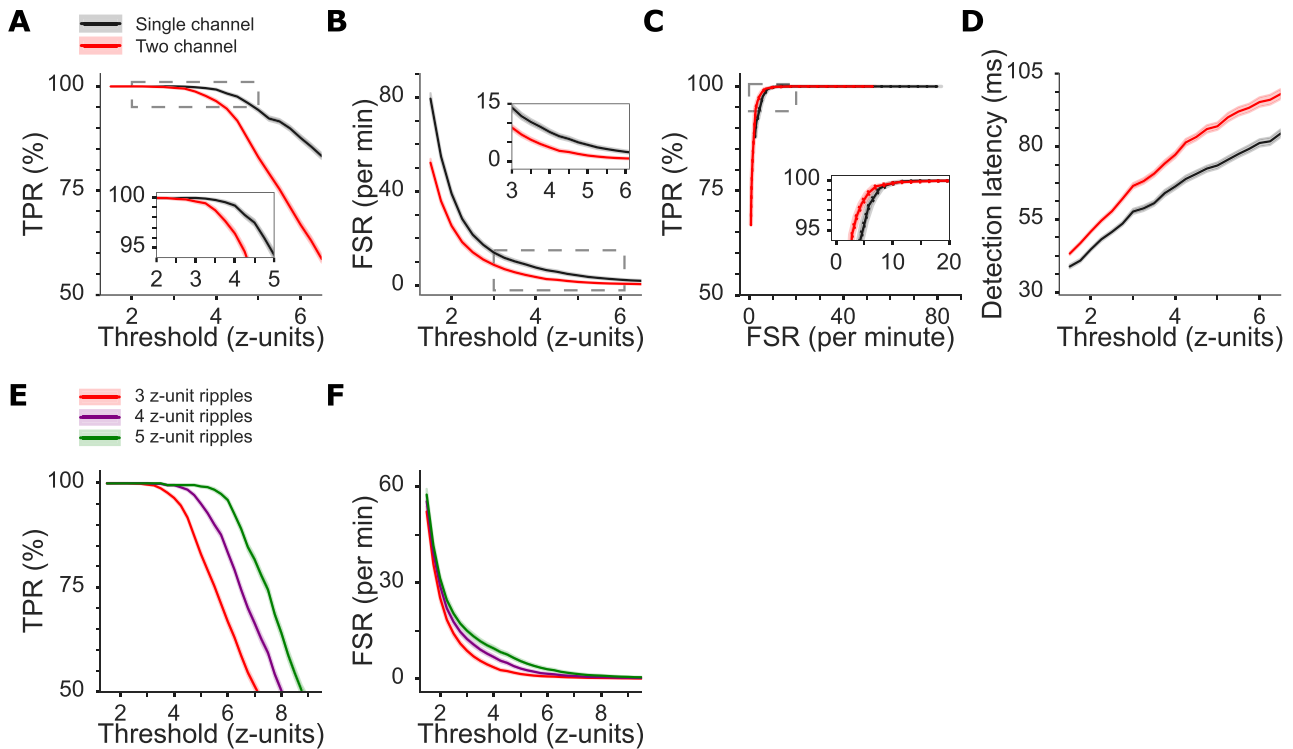 A
Single channel
Two channel
B
C
D
TPR (%)
100
75
50
100
95
2 3 4 5
2 4 6
Threshold (z-units)
FSR (per min)
80
40
0
15
0
3 4 5 6
2 4 6
Threshold (z-units)
TPR (%)
100
75
50
100
95
0 10 20
0 40 80
FSR (per minute)
Detection latency (ms)
105
80
55
30
2 4 6
Threshold (z-units)
E
3 z-unit ripples
4 z-unit ripples
5 z-unit ripples
F
TPR (%)
100
75
50
2 4 6 8
Threshold (z-units)
FSR (per min)
60
30
0
2 4 6 8
Threshold (z-units)